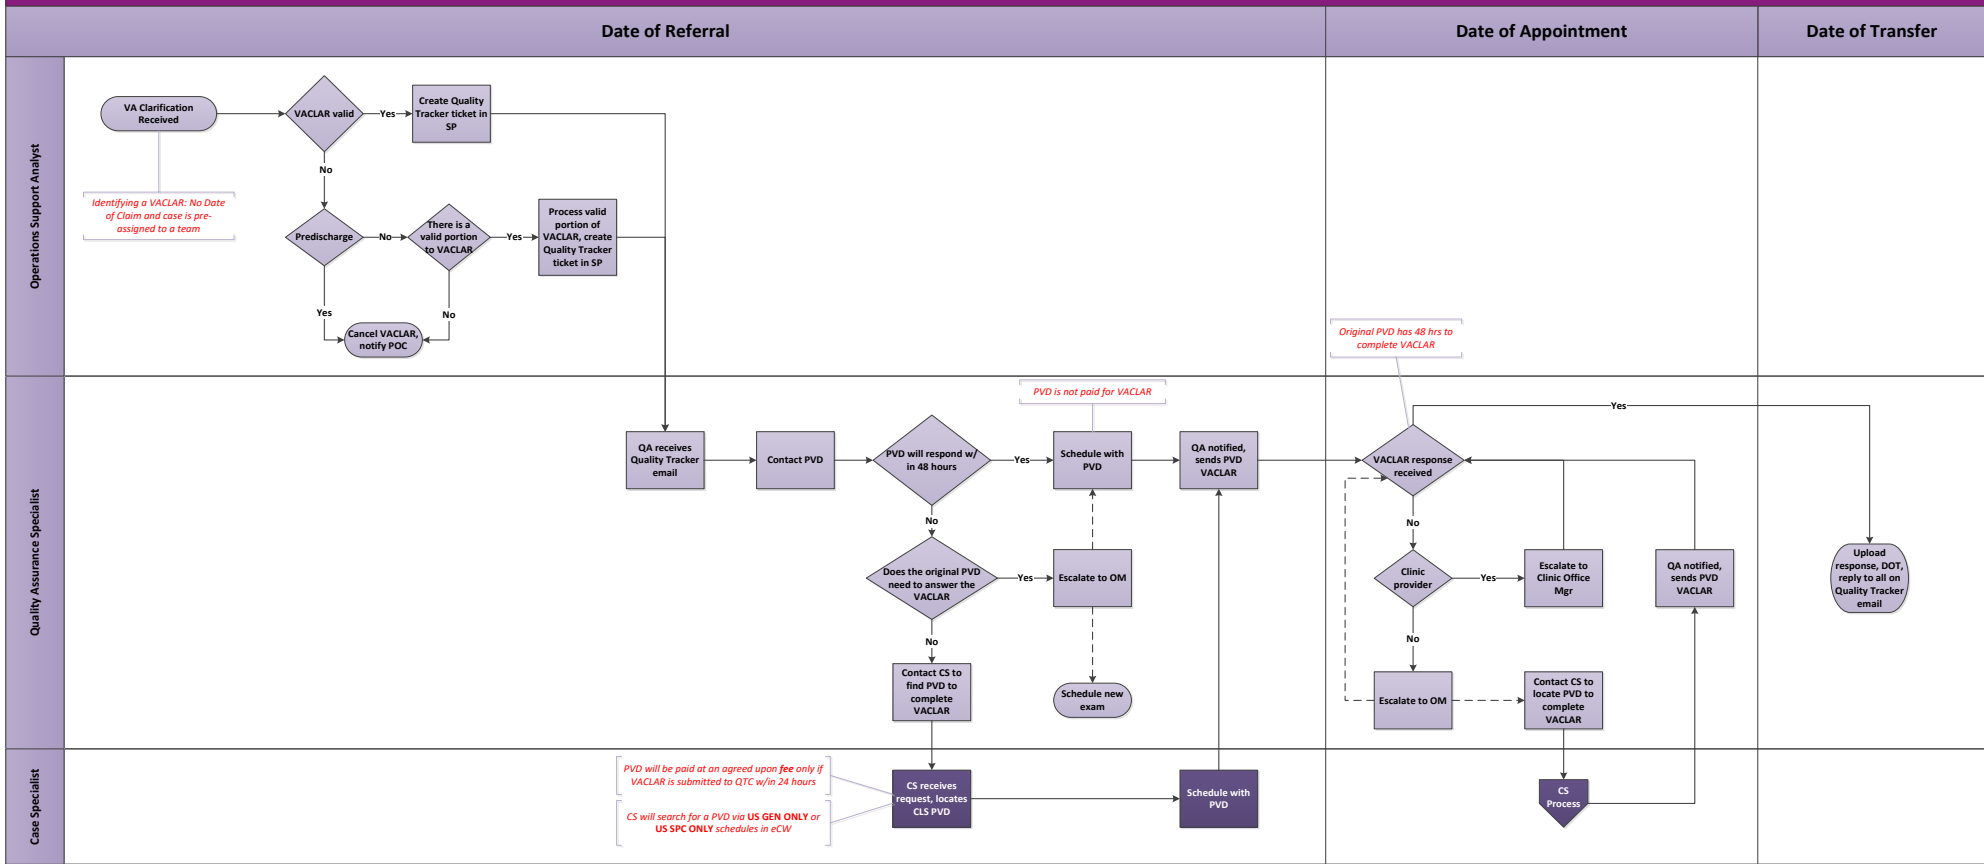 Date of Referral
Date of Appointment
Date of Transfer
Operations Support Analyst
VA Clarification
Received
Identifying a VACLAR: No Date
of Claim and case is pre-
assigned to a team
VACLAR valid
Yes
Create Quality
Tracker ticket in
SP
No
Predischarge
No
There is a
valid portion
to VACLAR
Yes
Process valid
portion of
VACLAR, create
Quality Tracker
ticket in SP
Yes
No
Cancel VACLAR,
notify POC
Original PVD has 48 hrs to
complete VACLAR
Quality Assurance Specialist
QA receives
Quality Tracker
email
Contact PVD
PVD will respond w/
in 48 hours
Yes
PVD is not paid for VACLAR
Schedule with
PVD
QA notified,
sends PVD
VACLAR
No
Does the original PVD
need to answer the
VACLAR
Yes
Escalate to OM
No
Contact CS to
find PVD to
complete
VACLAR
Schedule new
exam
VACLAR response
received
Yes
No
Clinic
provider
Yes
Escalate to
Clinic Office
Mgr
QA notified,
sends PVD
VACLAR
No
Escalate to OM
Contact CS to
locate PVD to
complete
VACLAR
Upload
response, DOT,
reply to all on
Quality Tracker
email
Case Specialist
PVD will be paid at an agreed upon fee only if
VACLAR is submitted to QTC w/in 24 hours
CS will search for a PVD via US GEN ONLY or
US SPC ONLY schedules in eCW
CS receives
request, locates
CLS PVD
Schedule with
PVD
CS
Process